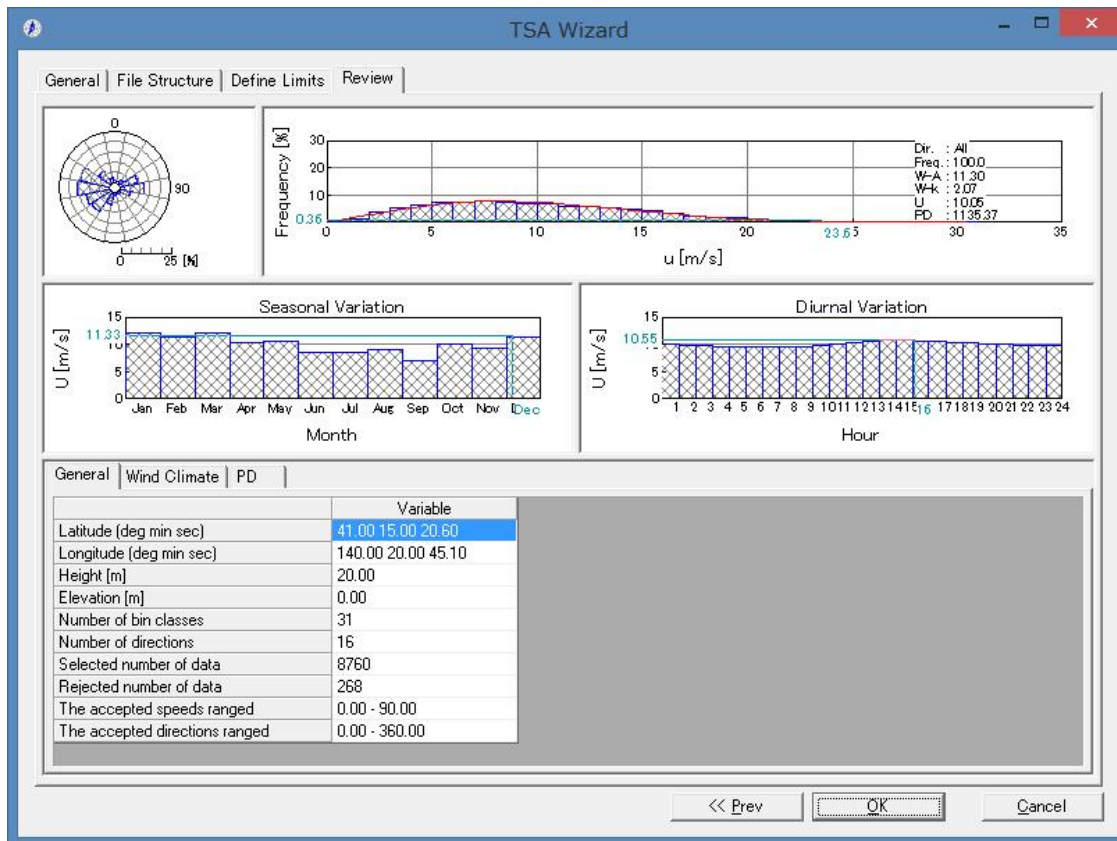 TSA Wizard
General File Structure Define Limits Review
0
90
0 25 [%]
Frequency [%]
30
20
10
0.36
0 5 10 15 20 23.65 30 35
u [m/s]
Dir. : All
Freq. : 100.0
W-A : 11.30
W-k : 2.07
U : 10.05
PD : 1135.37
Seasonal Variation
U [m/s]
15
11.33
5
0
Jan Feb Mar Apr May Jun Jul Aug Sep Oct Nov Dec
Month
Diurnal Variation
U [m/s]
15
10.55
5
0
1 2 3 4 5 6 7 8 9 10 11 12 13 14 15 16 17 18 19 20 21 22 23 24
Hour
General Wind Climate PD
Variable
Latitude (deg min sec) 41.00 15.00 20.60
Longitude (deg min sec) 140.00 20.00 45.10
Height [m] 20.00
Elevation [m] 0.00
Number of bin classes 31
Number of directions 16
Selected number of data 8760
Rejected number of data 268
The accepted speeds ranged 0.00 - 90.00
The accepted directions ranged 0.00 - 360.00
<< Prev OK Cancel